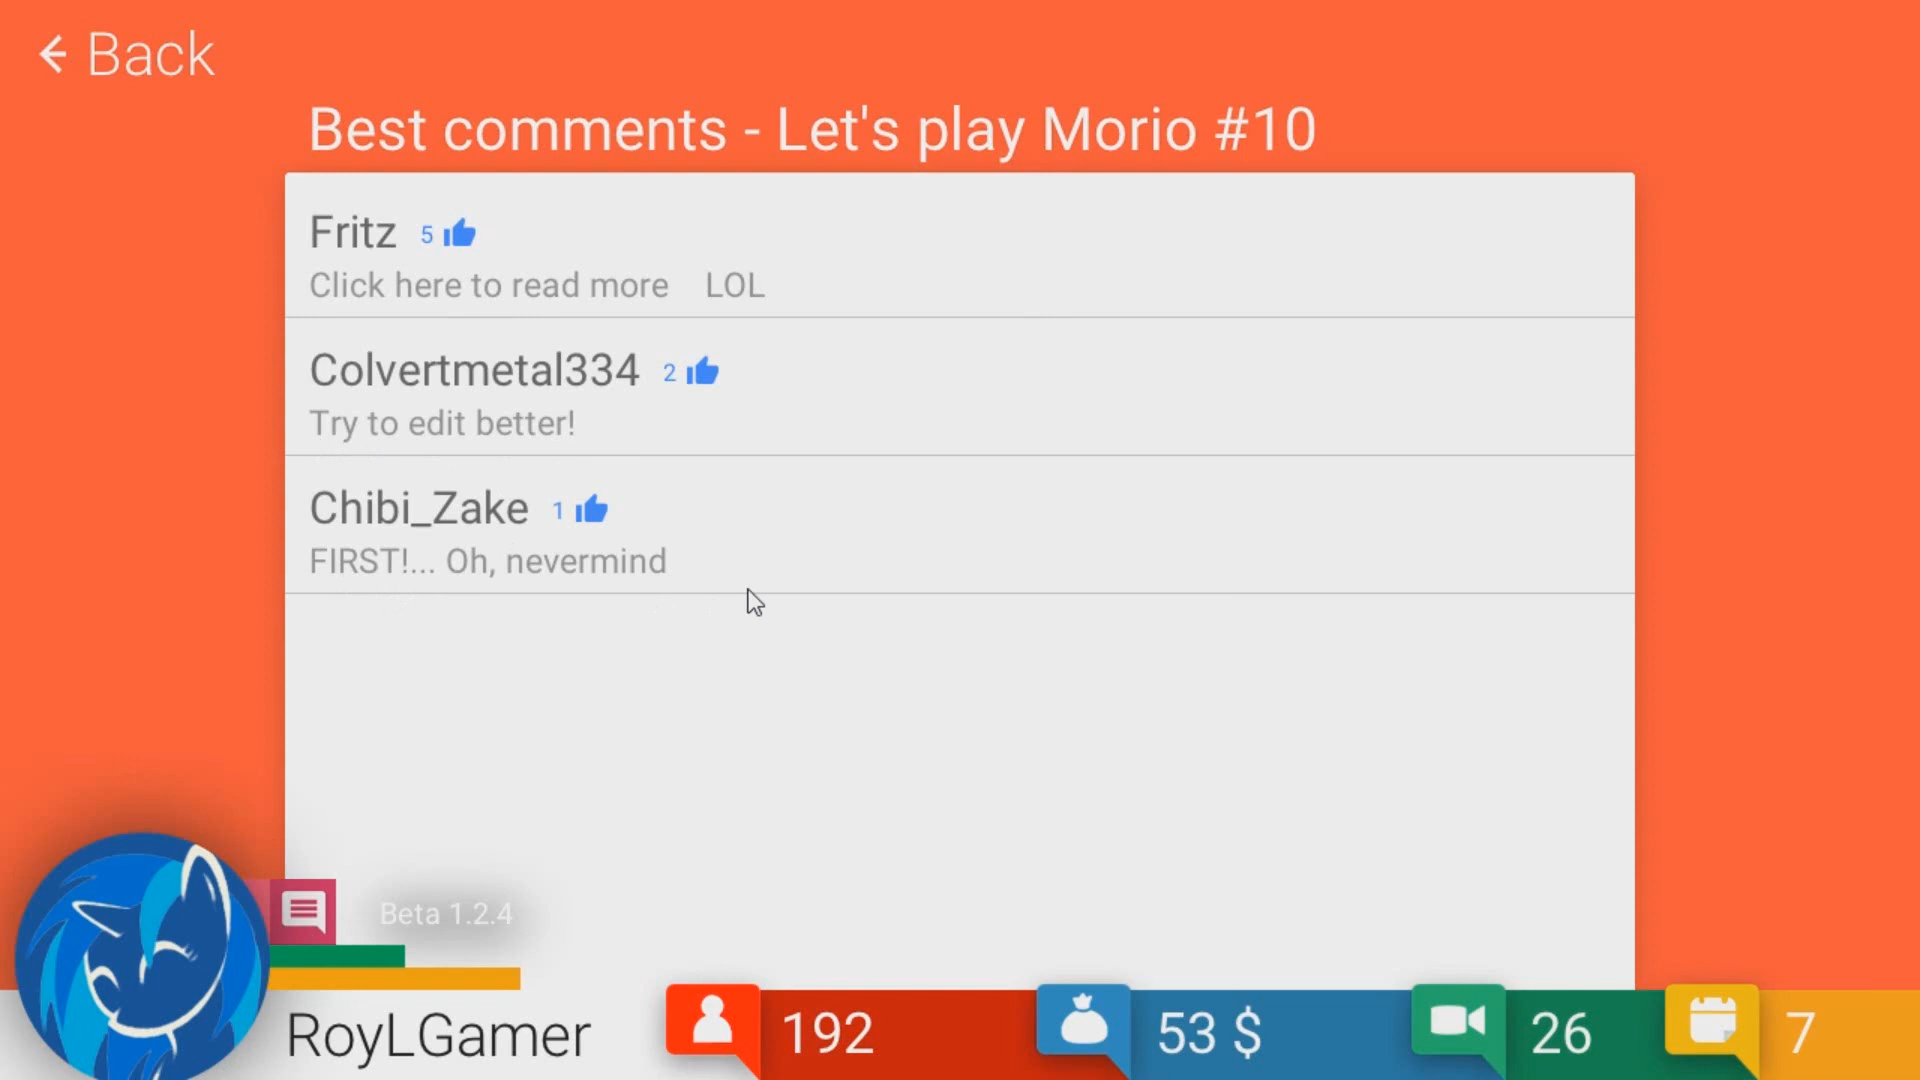 Back
Best comments - Let's play Morio #10
Fritz 5
Click here to read more LOL
Colvertmetal334 2
Try to edit better!
Chibi_Zake 1
FIRST!... Oh, nevermind
Beta 1.2.4
RoyLGamer 192 53 $ 26 7